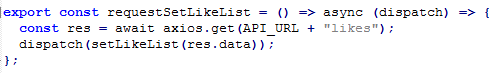 export const requestSetLikeList = () => async (dispatch) => {
  const res = await axios.get(API_URL + "likes");
  dispatch(setLikeList(res.data));
};